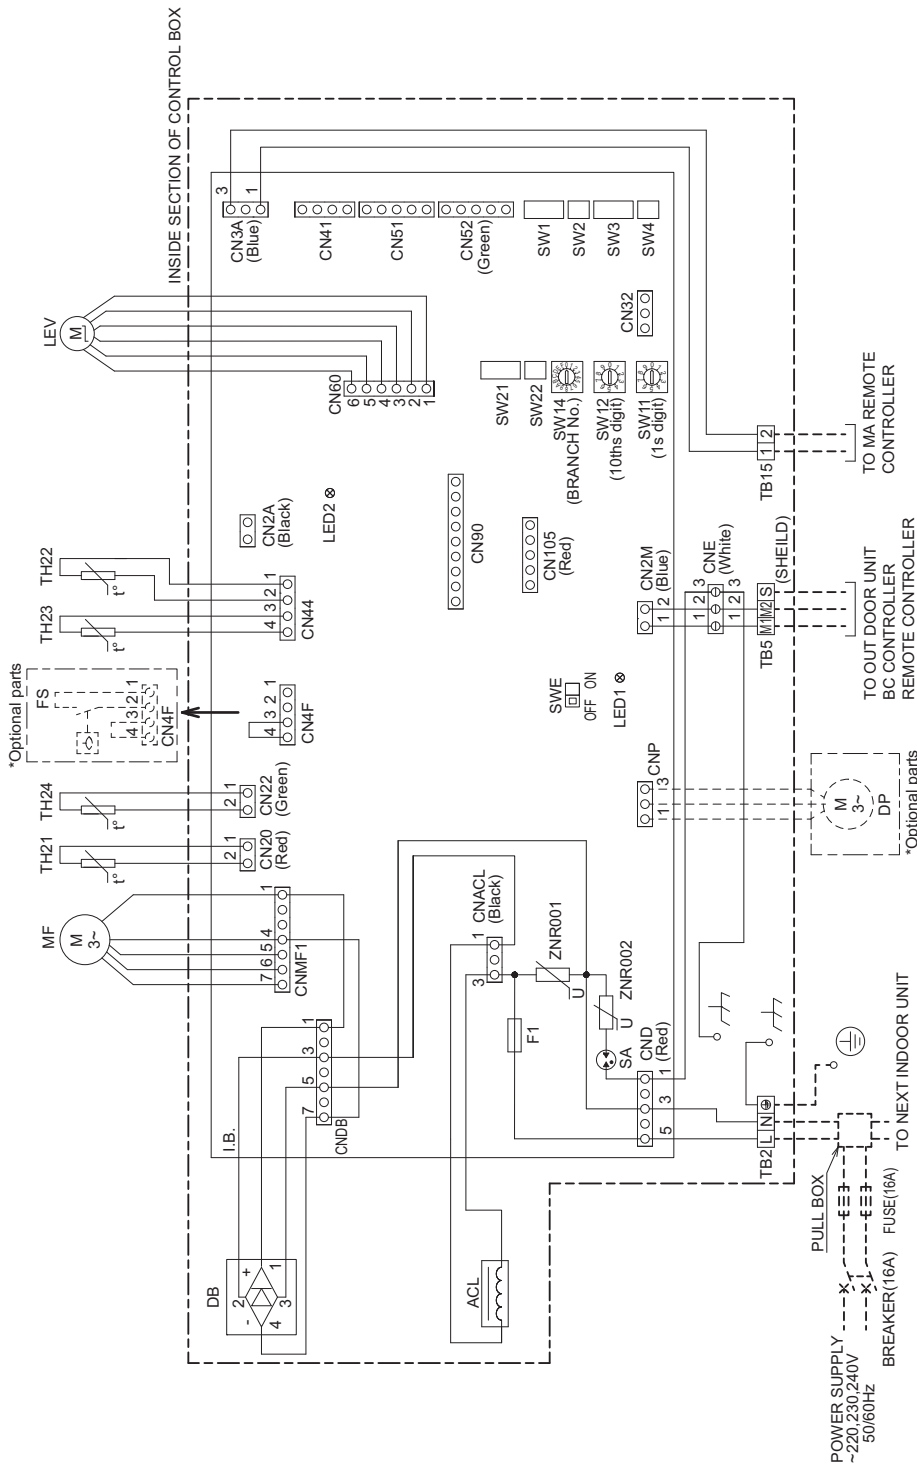 INSIDE SECTION OF CONTROL BOX
LEV
M
TH22
t°
TH23
t°
*Optional parts
FS
4 3 2 1
CN4F
TH24
t°
TH21
t°
MF
M
3~
CN3A
(Blue)
3
1
CN41
CN51
CN52
(Green)
SW1
SW2
SW3
SW4
CN32
CN60
6
5
4
3
2
1
SW21
SW22
SW14
(BRANCH No.)
SW12
(10ths digit)
SW11
(1s digit)
CN2A
(Black)
LED2
CN90
CN105
(Red)
4 3 2 1
CN44
4 3 2 1
CN4F
2 1
CN22
(Green)
2 1
CN20
(Red)
7 6 5 4 1
CNMF1
I.B.
7 5 3 1
CNDB
DB
+
-
2
1
3
4
ACL
CNACL
(Black)
3 1
F1
ZNR001
U
ZNR002
U
SA
CND
(Red)
5 3 1
CNP
1 3
SWE
OFF ON
LED1
CN2M
(Blue)
1 2
CNE
(White)
1 2 3
1 2 3
TB5
M1 M2 S
(SHEILD)
TB15
1 2
TO MA REMOTE
CONTROLLER
TO OUT DOOR UNIT
BC CONTROLLER
REMOTE CONTROLLER
M
3~
DP
*Optional parts
TB2
L N
TO NEXT INDOOR UNIT
PULL BOX
FUSE(16A)
BREAKER(16A)
POWER SUPPLY
~220,230,240V
50/60Hz